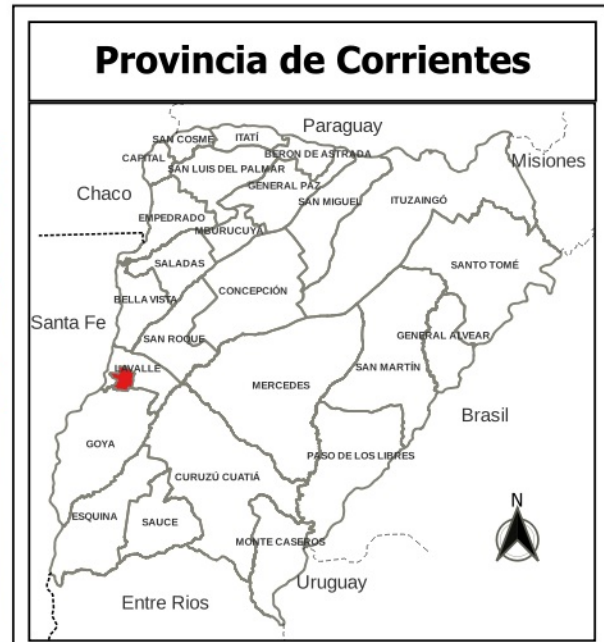 Provincia de Corrientes
Paraguay
SAN COSME
ITATÍ
BERON DE ASTRADA
CAPITAL
Misiones
SAN LUIS DEL PALMAR
GENERAL PAZ
Chaco
SAN MIGUEL
ITUZAINGÓ
EMPEDRADO
MBURUCUYA
SALADAS
SANTO TOMÉ
CONCEPCIÓN
BELLA VISTA
Santa Fe
SAN ROQUE
GENERAL ALVEAR
LAVALLE
SAN MARTÍN
MERCEDES
Brasil
GOYA
PASO DE LOS LIBRES
CURUZÚ CUATIÁ
N
ESQUINA
SAUCE
MONTE CASEROS
Uruguay
Entre Rios